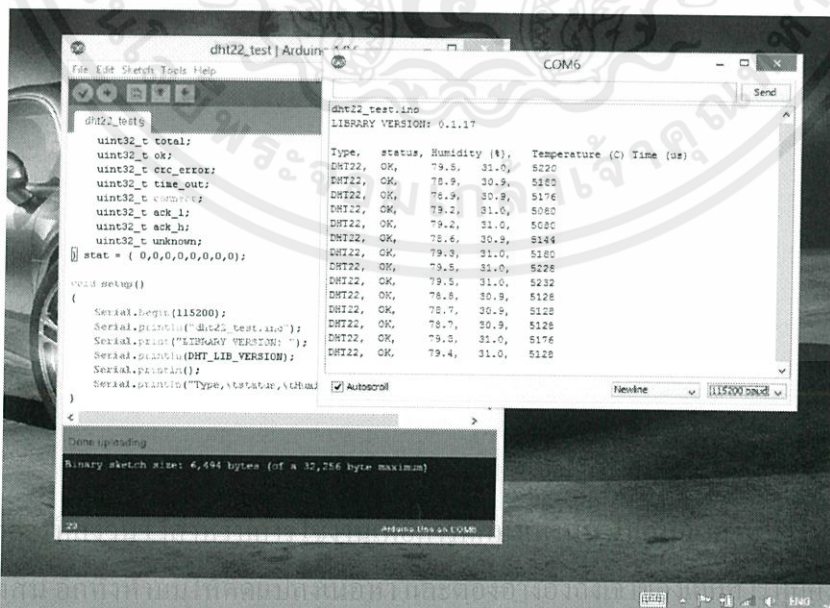 dht22_test | Arduino
File Edit Sketch Tools Help
dht22_test §
uint32_t total;
uint32_t ok;
uint32_t crc_error;
uint32_t time_out;
uint32_t connect;
uint32_t ack_l;
uint32_t ack_h;
uint32_t unknown;
} stat = { 0,0,0,0,0,0,0,0};
void setup()
{
Serial.begin(115200);
Serial.println("dht22_test.ino");
Serial.print("LIBRARY VERSION: ");
Serial.println(DHT_LIB_VERSION);
Serial.println();
Serial.println("Type,\tstatus,\tHumi
}
Done uploading
Binary sketch size: 6,494 bytes (of a 32,256 byte maximum)
Arduino Uno on COM6
COM6
Send
dht22_test.ino
LIBRARY VERSION: 0.1.17
Type, status, Humidity (%), Temperature (C) Time (us)
DHT22, OK, 79.5, 31.0, 5220
DHT22, OK, 78.9, 30.9, 5180
DHT22, OK, 78.9, 30.9, 5176
DHT22, OK, 79.2, 31.0, 5080
DHT22, OK, 79.2, 31.0, 5080
DHT22, OK, 78.6, 30.9, 5144
DHT22, OK, 79.3, 31.0, 5180
DHT22, OK, 79.5, 31.0, 5228
DHT22, OK, 79.5, 31.0, 5232
DHT22, OK, 78.8, 30.9, 5128
DHT22, OK, 78.7, 30.9, 5128
DHT22, OK, 78.7, 30.9, 5128
DHT22, OK, 79.5, 31.0, 5176
DHT22, OK, 79.4, 31.0, 5128
Autoscroll
Newline
115200 baud
ENG